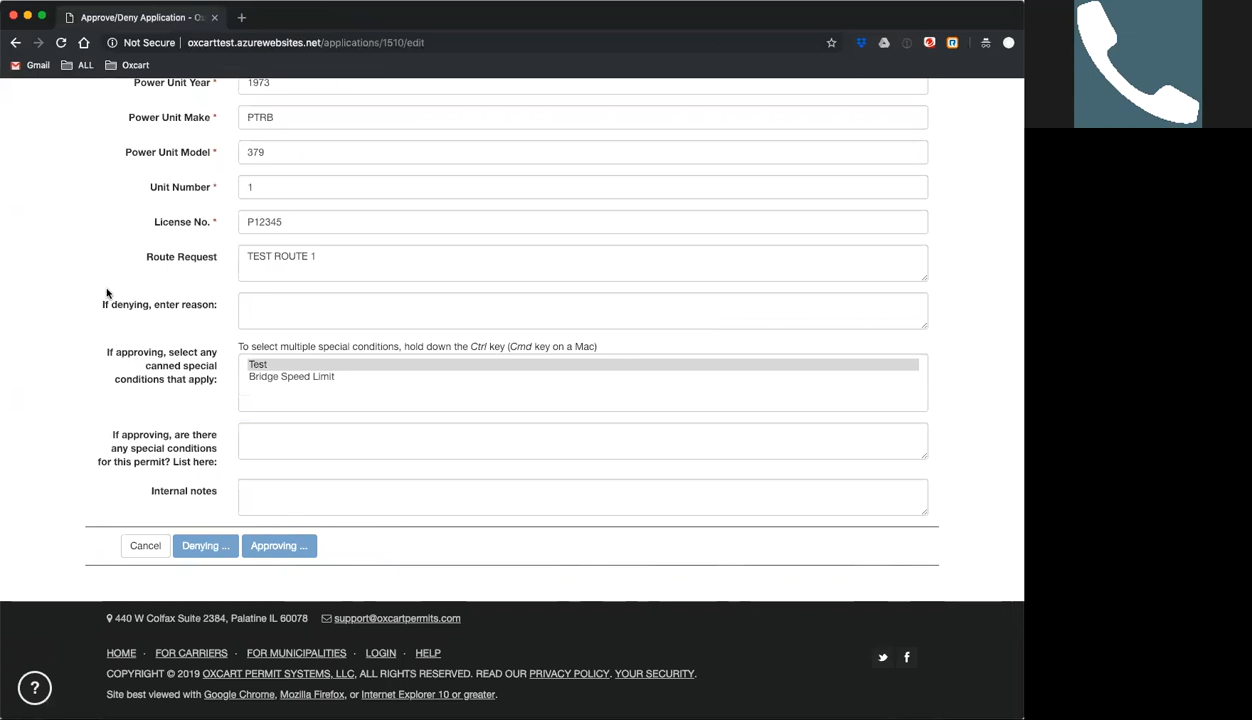 Approve/Deny Application - Ox
Not Secure oxcarttest.azurewebsites.net/applications/1510/edit
Gmail ALL Oxcart
Power Unit Year * 1973
Power Unit Make * PTRB
Power Unit Model * 379
Unit Number * 1
License No. * P12345
Route Request TEST ROUTE 1
If denying, enter reason:
To select multiple special conditions, hold down the Ctrl key (Cmd key on a Mac)
If approving, select any
canned special
conditions that apply:
Test
Bridge Speed Limit
If approving, are there
any special conditions
for this permit? List here:
Internal notes
Cancel Denying ... Approving ...
440 W Colfax Suite 2384, Palatine IL 60078 support@oxcartpermits.com
HOME · FOR CARRIERS · FOR MUNICIPALITIES · LOGIN · HELP
COPYRIGHT © 2019 OXCART PERMIT SYSTEMS, LLC, ALL RIGHTS RESERVED. READ OUR PRIVACY POLICY. YOUR SECURITY.
Site best viewed with Google Chrome, Mozilla Firefox, or Internet Explorer 10 or greater.
?